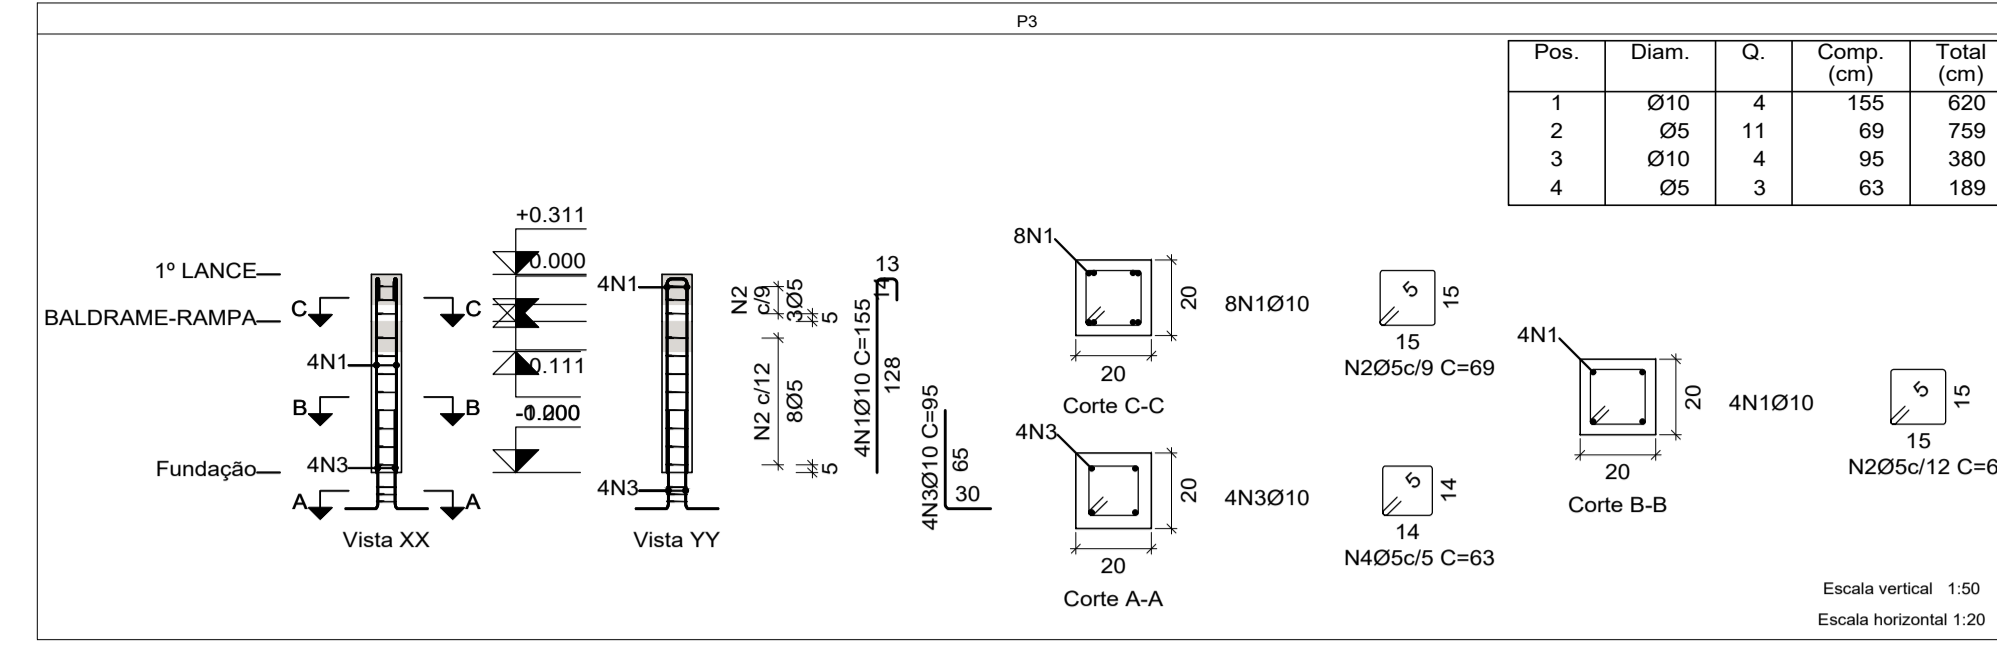 P3
Pos. Diam. Q. Comp. (cm) Total (cm)
1 Ø10 4 155 620
2 Ø5 11 69 759
3 Ø10 4 95 380
4 Ø5 3 63 189
1º LANCE
BALDRAME-RAMPA
Fundação
C C
4N1
B B
4N3
A A
Vista XX
+0.311
0.000
0.111
-1.200
4N1
4N3
Vista YY
N2 c/9
3Ø5
5
N2 c/12
8Ø5
5
4N1Ø10 C=155
13
14
128
4N3Ø10 C=95
65
30
8N1
20
20
Corte C-C
8N1Ø10
5
15
15
N2Ø5c/9 C=69
4N3
20
20
Corte A-A
4N3Ø10
5
14
14
N4Ø5c/5 C=63
4N1
20
20
Corte B-B
4N1Ø10
5
15
15
N2Ø5c/12 C=6
Escala vertical 1:50
Escala horizontal 1:20